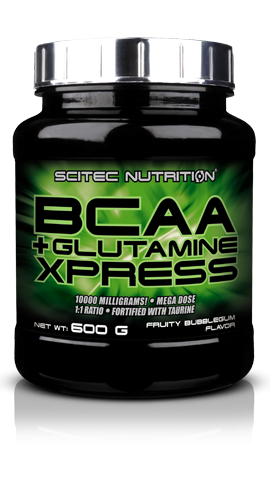 SCITEC NUTRITION
BCAA
+GLUTAMINE
XPRESS
10000 MILLIGRAMS! • MEGA DOSE
1:1 RATIO • FORTIFIED WITH TAURINE
NET WT: 600 G
FRUITY BUBBLEGUM
FLAVOR